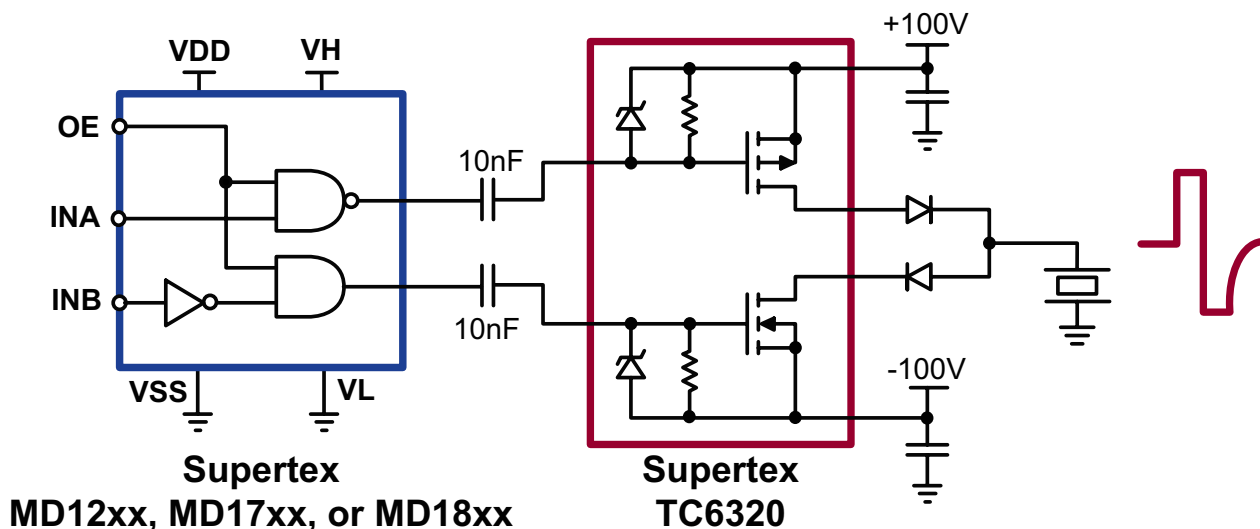 VDD
VH
+100V
OE
10nF
INA
INB
10nF
-100V
VSS
VL
Supertex
MD12xx, MD17xx, or MD18xx
Supertex
TC6320